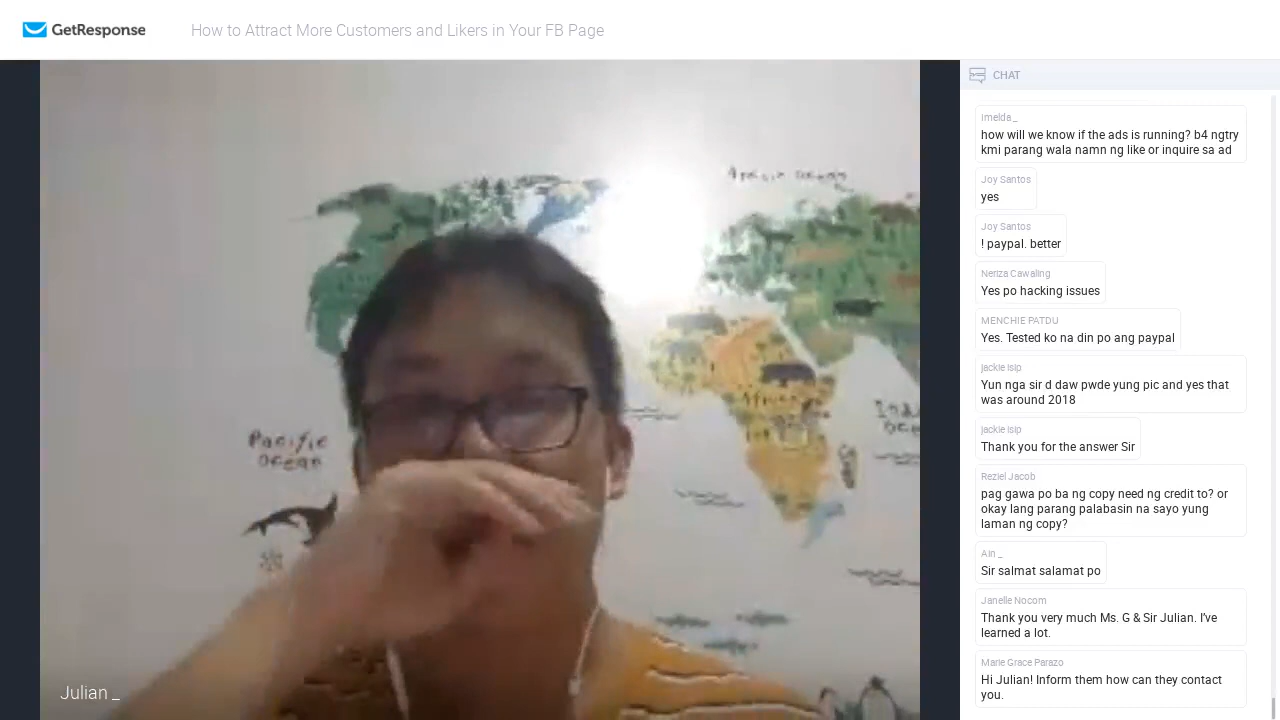 GetResponse
How to Attract More Customers and Likers in Your FB Page
CHAT
imelda _
how will we know if the ads is running? b4 ngtry
kmi parang wala namn ng like or inquire sa ad
Joy Santos
yes
Joy Santos
! paypal. better
Neriza Cawaling
Yes po hacking issues
MENCHIE PATDU
Yes. Tested ko na din po ang paypal
jackie Isip
Yun nga sir d daw pwde yung pic and yes that
was around 2018
jackie Isip
Thank you for the answer Sir
Reziel Jacob
pag gawa po ba ng copy need ng credit to? or
okay lang parang palabasin na sayo yung
laman ng copy?
Ain _
Sir salmat salamat po
Janelle Nocom
Thank you very much Ms. G & Sir Julian. I've
learned a lot.
Marie Grace Parazo
Hi Julian! Inform them how can they contact
you.
Pacific
Ocean
Julian _